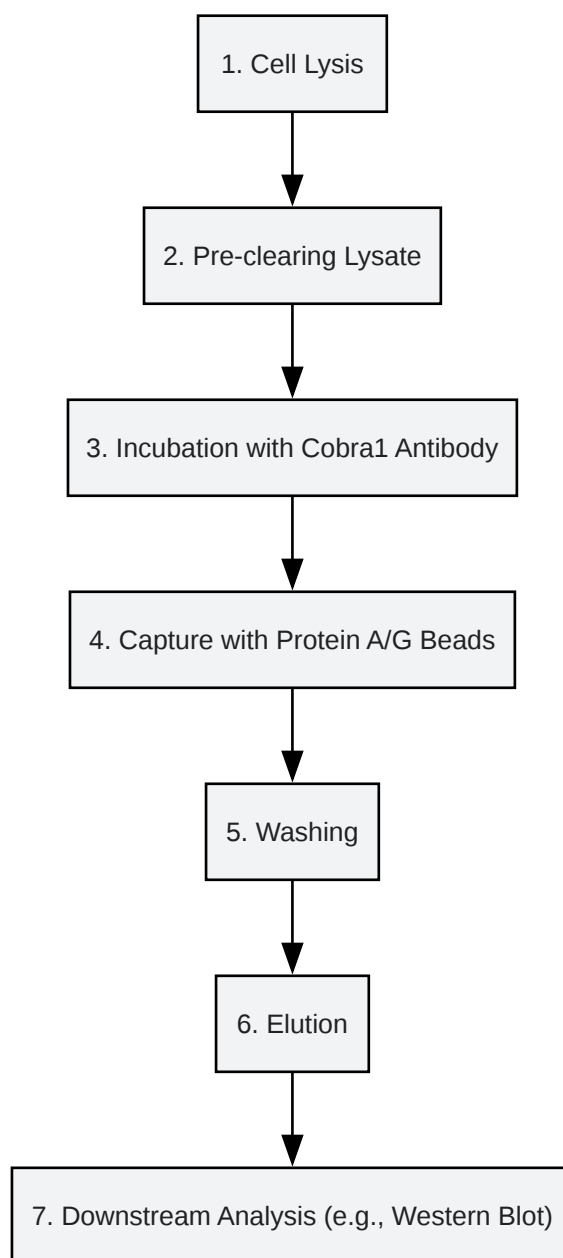 1. Cell Lysis
2. Pre-clearing Lysate
3. Incubation with Cobra1 Antibody
4. Capture with Protein A/G Beads
5. Washing
6. Elution
7. Downstream Analysis (e.g., Western Blot)